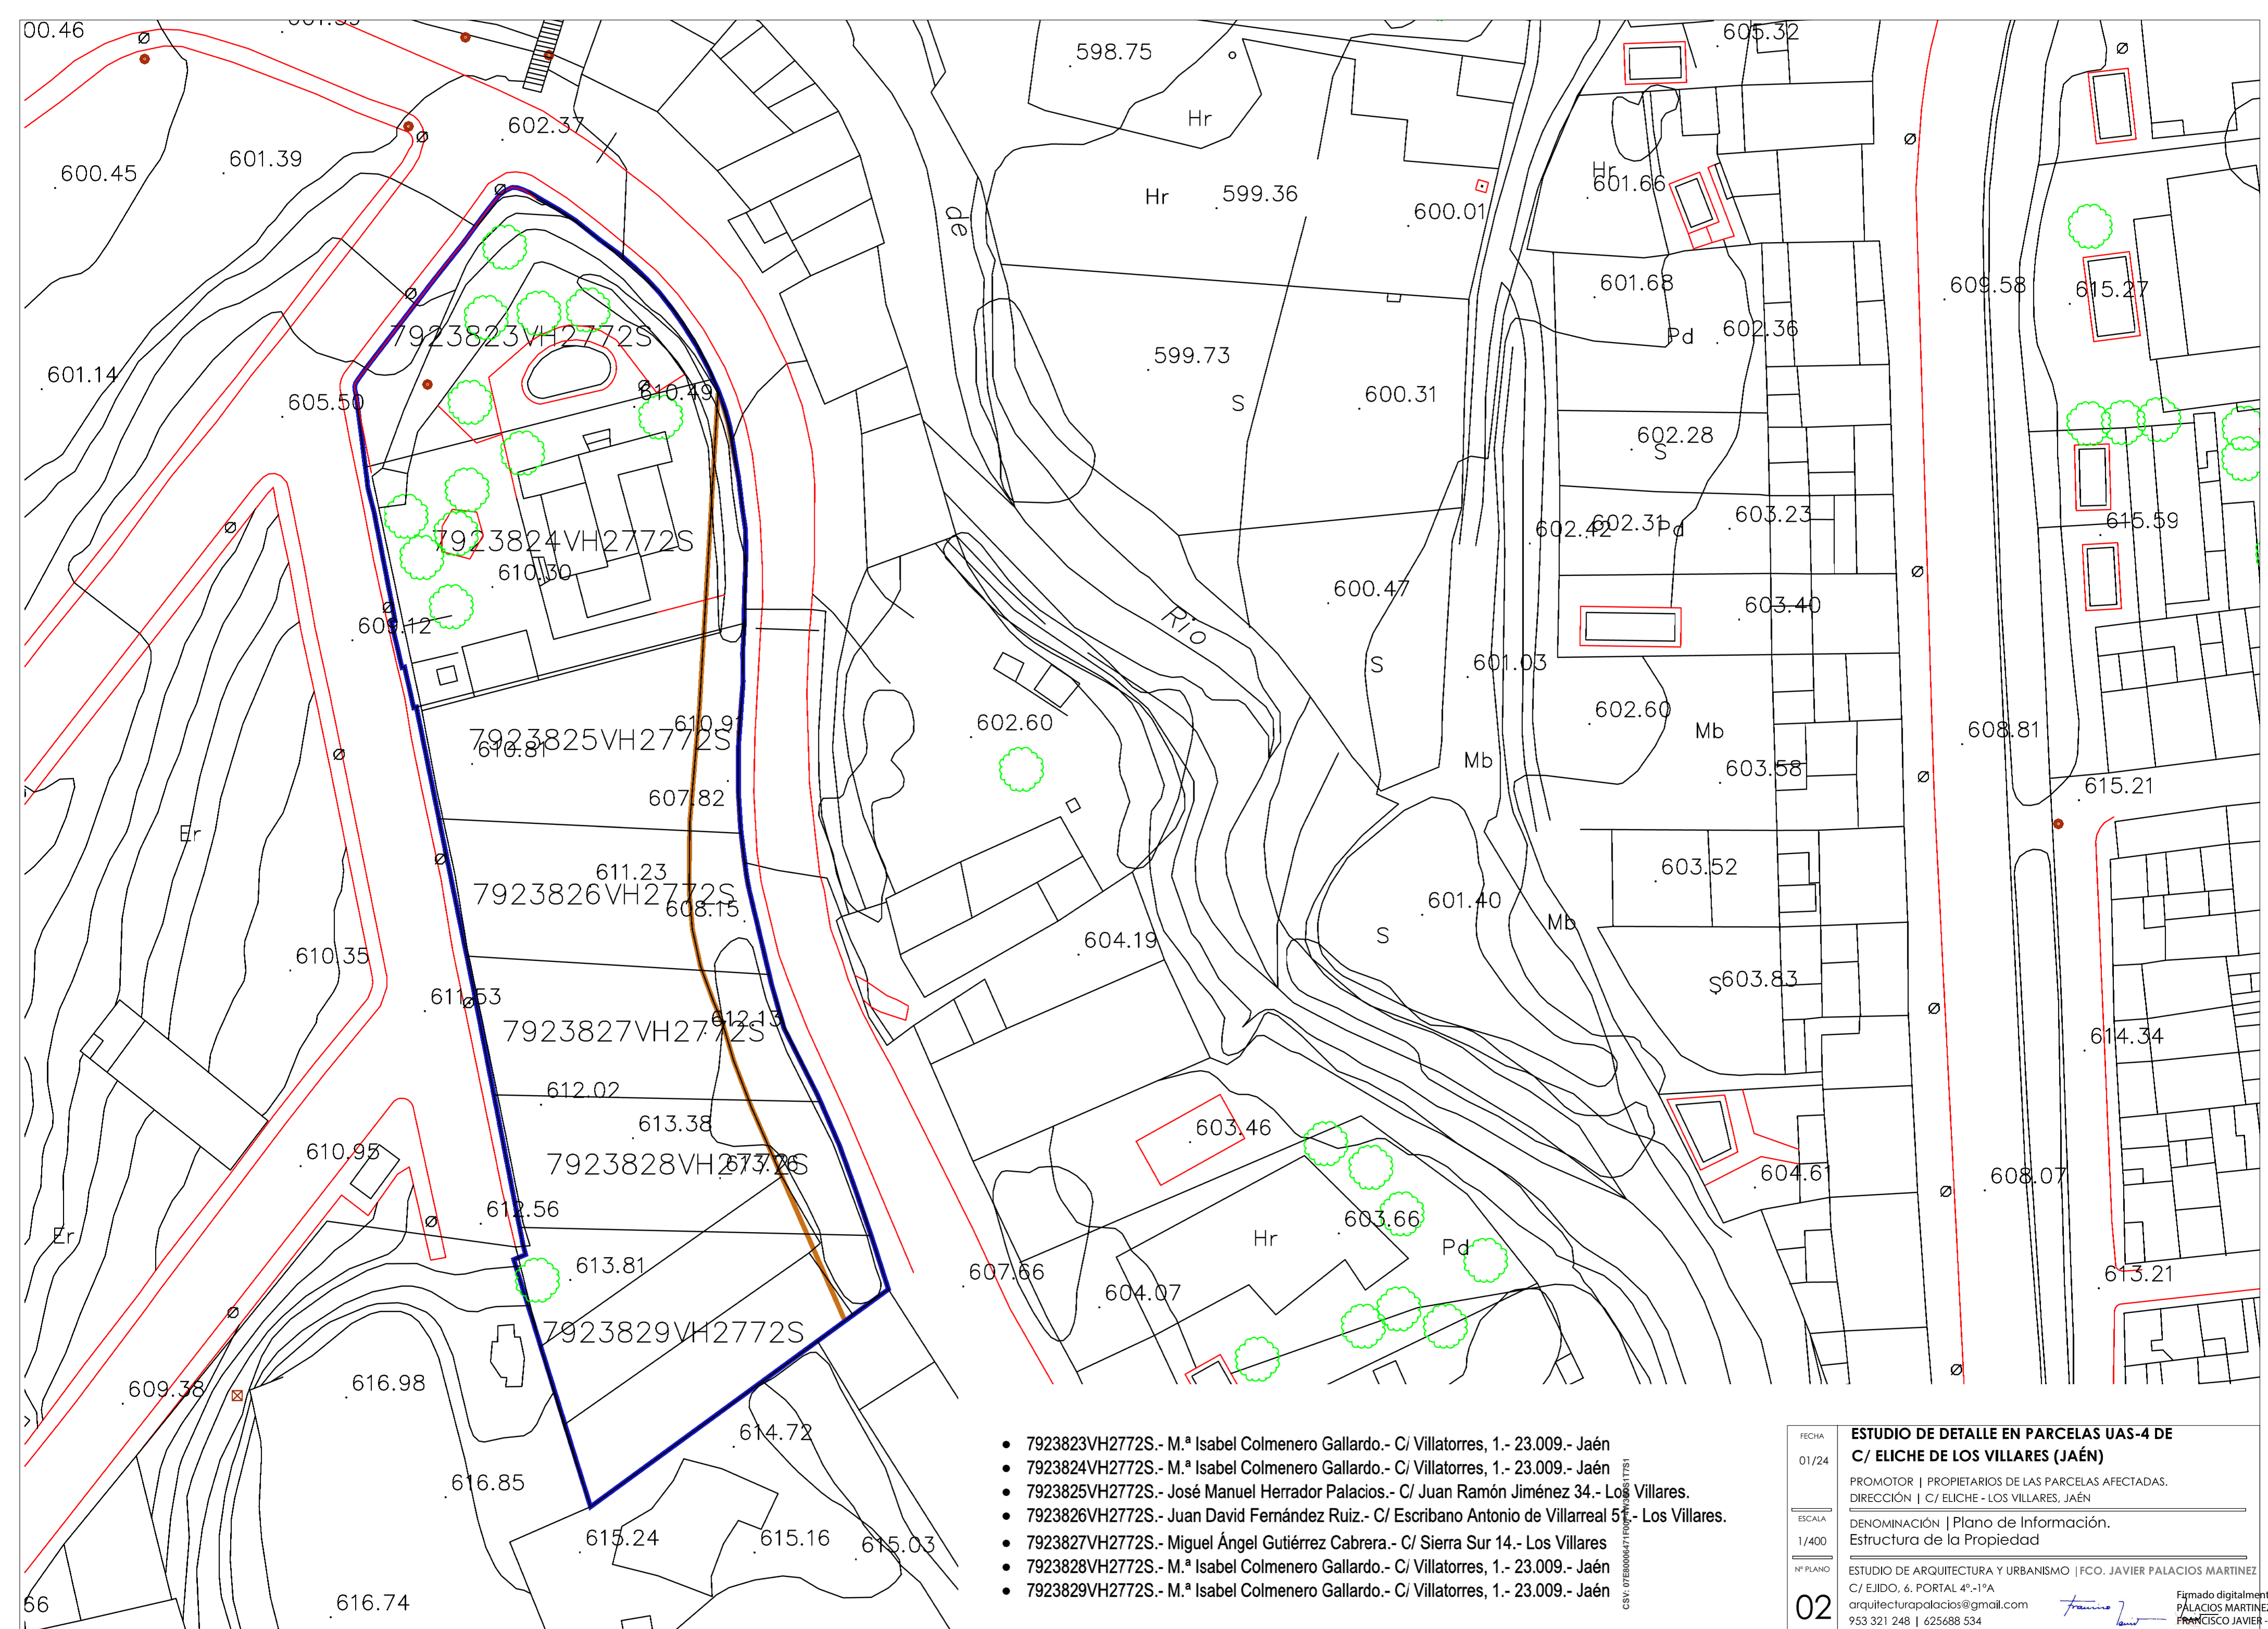 00.46
602.37
601.39
600.45
601.14
605.50
598.75
Hr
Hr
599.36
600.01
de
605.32
Hr
601.66
601.68
Pd
602.36
609.58
615.27
7923823VH2772S
610.49
599.73
S
600.31
602.28
S
602.42
602.31
Pd
603.23
615.59
7923824VH2772S
610.30
609.12
600.47
Río
603.40
S
601.03
602.60
Mb
Mb
608.81
610.91
7923825VH2772S
610.81
602.60
603.58
615.21
607.82
Er
611.23
7923826VH2772S
608.15
603.52
601.40
Mb
S
604.19
610.35
611.53
S
603.83
7923827VH2772S
612.13
614.34
612.02
613.38
603.46
610.95
7923828VH2772S
604.61
608.07
612.56
Er
603.66
Hr
Pd
613.81
607.66
613.21
604.07
7923829VH2772S
609.38
616.98
614.72
616.85
615.24
615.16
615.03
616.74
66
• 7923823VH2772S.- M.ª Isabel Colmenero Gallardo.- C/ Villatorres, 1.- 23.009.- Jaén
• 7923824VH2772S.- M.ª Isabel Colmenero Gallardo.- C/ Villatorres, 1.- 23.009.- Jaén
• 7923825VH2772S.- José Manuel Herrador Palacios.- C/ Juan Ramón Jiménez 34.- Los Villares.
• 7923826VH2772S.- Juan David Fernández Ruiz.- C/ Escribano Antonio de Villarreal 51.- Los Villares.
• 7923827VH2772S.- Miguel Ángel Gutiérrez Cabrera.- C/ Sierra Sur 14.- Los Villares
• 7923828VH2772S.- M.ª Isabel Colmenero Gallardo.- C/ Villatorres, 1.- 23.009.- Jaén
• 7923829VH2772S.- M.ª Isabel Colmenero Gallardo.- C/ Villatorres, 1.- 23.009.- Jaén
CSV:
FECHA
01/24
ESTUDIO DE DETALLE EN PARCELAS UAS-4 DE
C/ ELICHE DE LOS VILLARES (JAÉN)
PROMOTOR | PROPIETARIOS DE LAS PARCELAS AFECTADAS.
DIRECCIÓN | C/ ELICHE - LOS VILLARES, JAÉN
ESCALA
1/400
DENOMINACIÓN | Plano de Información.
Estructura de la Propiedad
Nº PLANO
02
ESTUDIO DE ARQUITECTURA Y URBANISMO | FCO. JAVIER PALACIOS MARTINEZ
C/ EJIDO, 6. PORTAL 4º.-1ºA
arquitecturapalacios@gmail.com
953 321 248 | 625688 534
Firmado digitalment
PALACIOS MARTINEZ
FRANCISCO JAVIER -